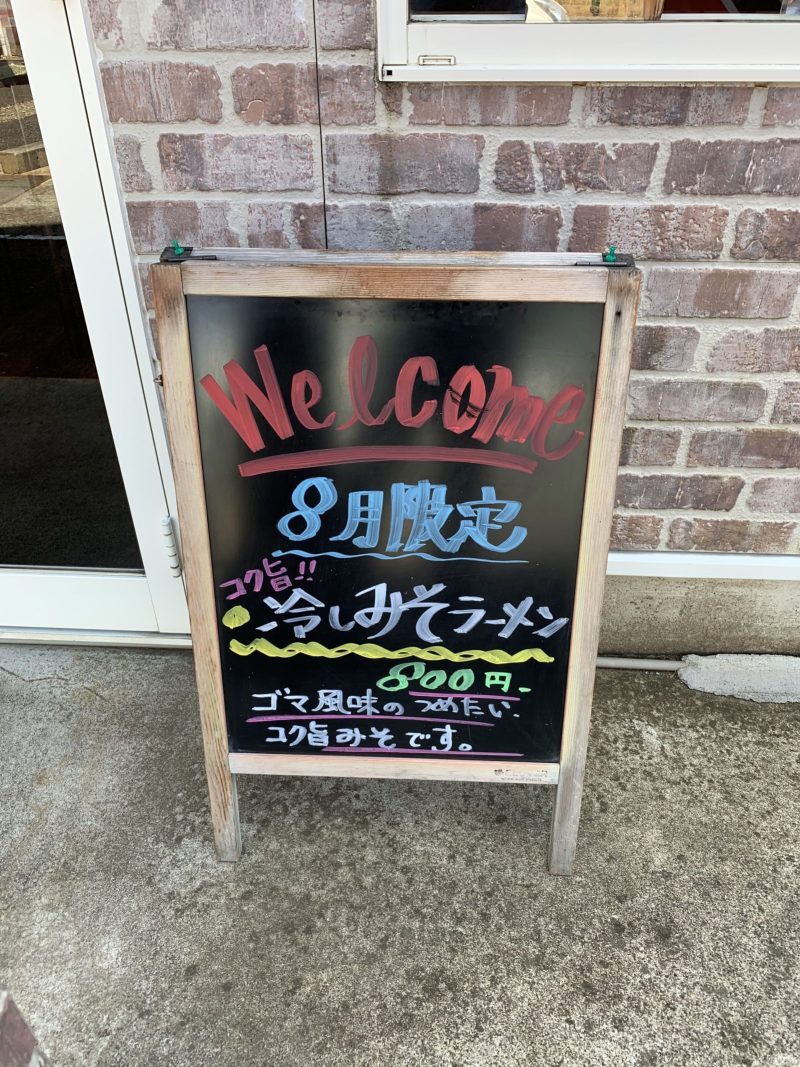 Welcome
8月限定
コク旨!!
冷しみそラーメン
800円
ゴマ風味のつめたい
コク旨みそです。